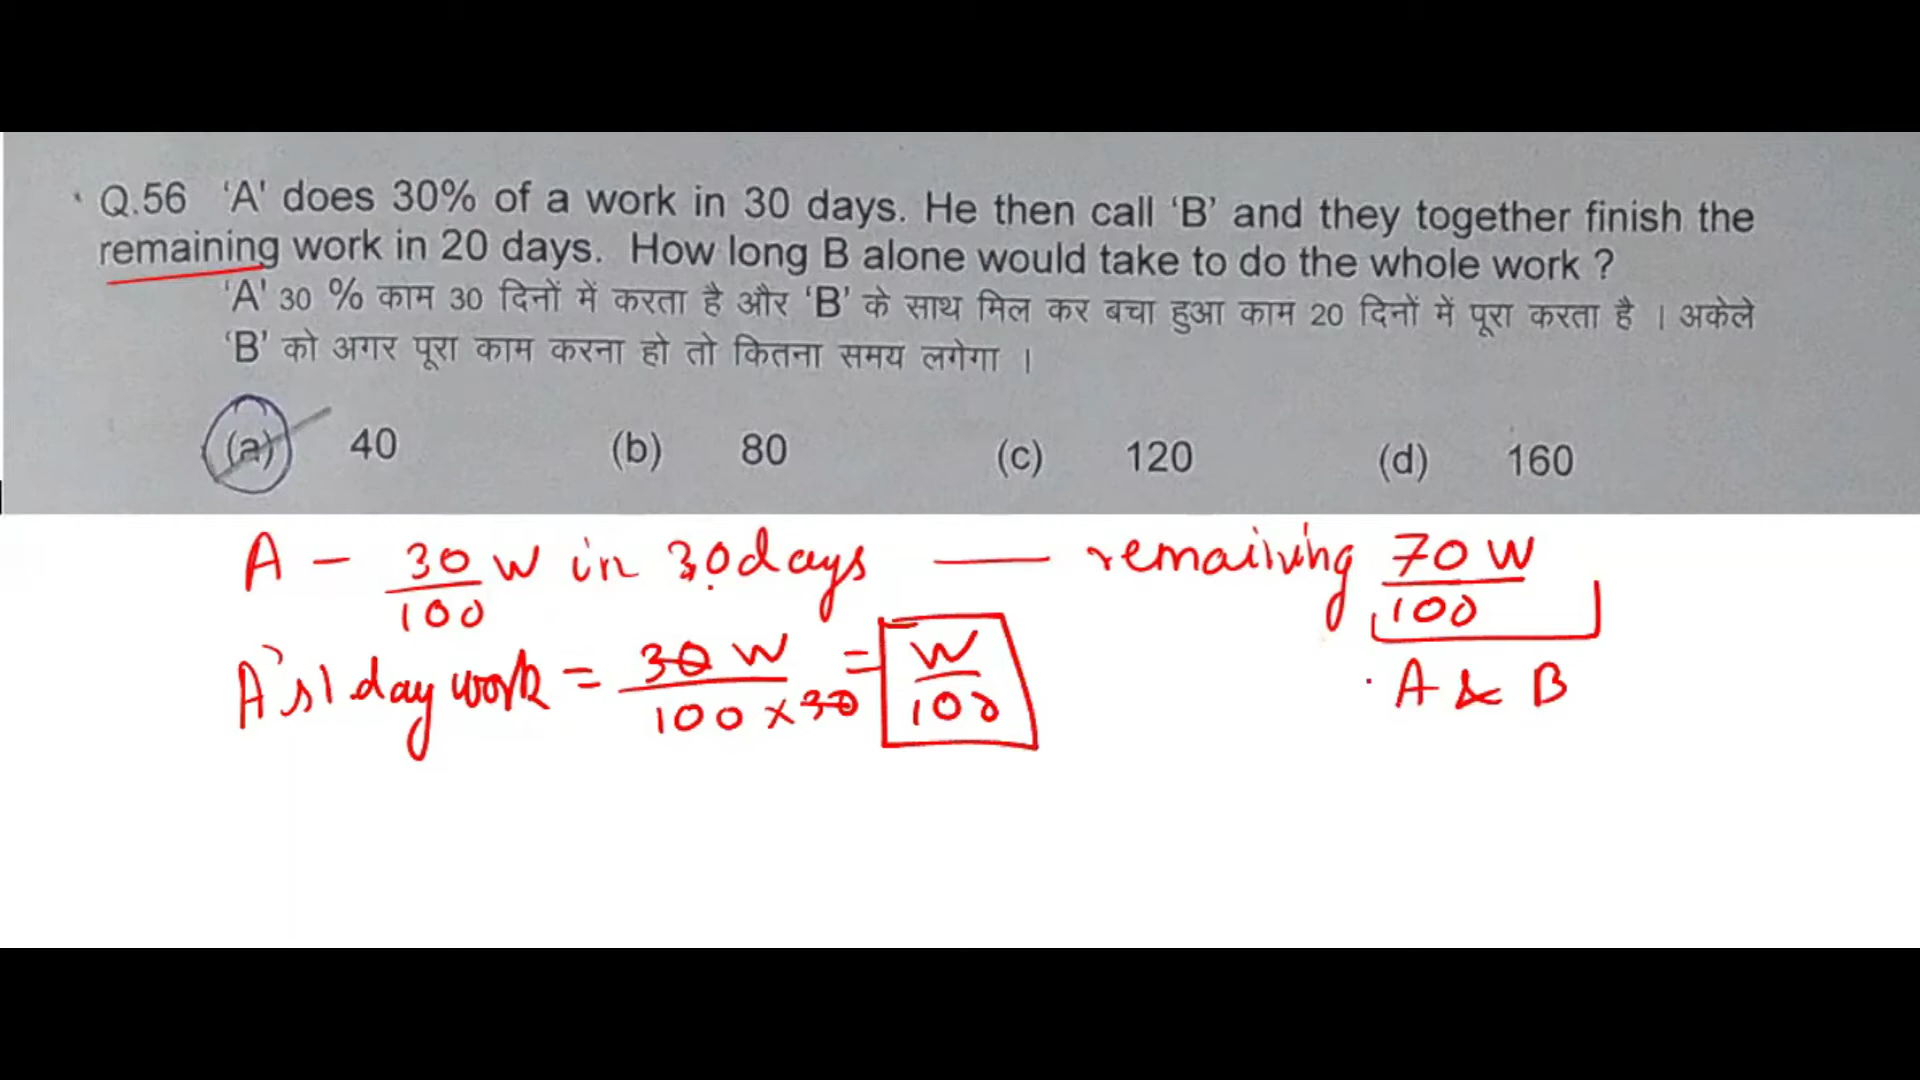 Q.56 'A' does 30% of a work in 30 days. He then call 'B' and they together finish the
remaining work in 20 days. How long B alone would take to do the whole work ?
'A' 30 % काम 30 दिनों में करता है और 'B' के साथ मिल कर बचा हुआ काम 20 दिनों में पूरा करता है । अकेले
'B' को अगर पूरा काम करना हो तो कितना समय लगेगा ।
(a) 40 (b) 80 (c) 120 (d) 160
A - 30/100 W in 30 days — remaining 70 W/100
A's 1 day work = 30 W/100 x 30 = W/100
A & B